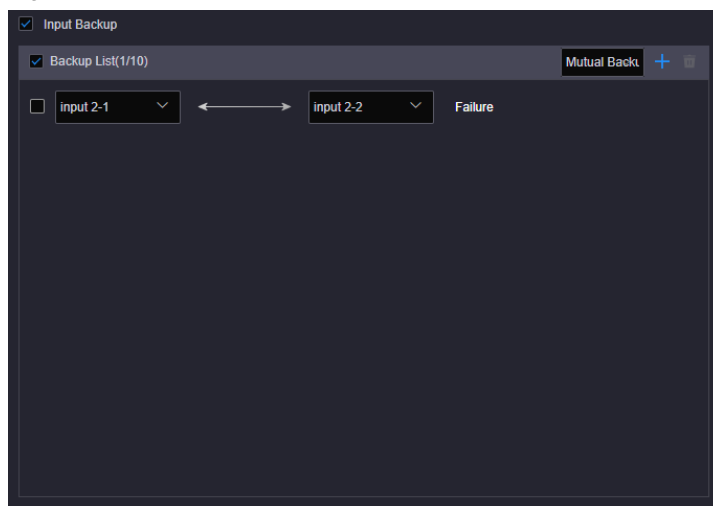 Input Backup
Backup List(1/10)
Mutual Backu
input 2-1
input 2-2
Failure